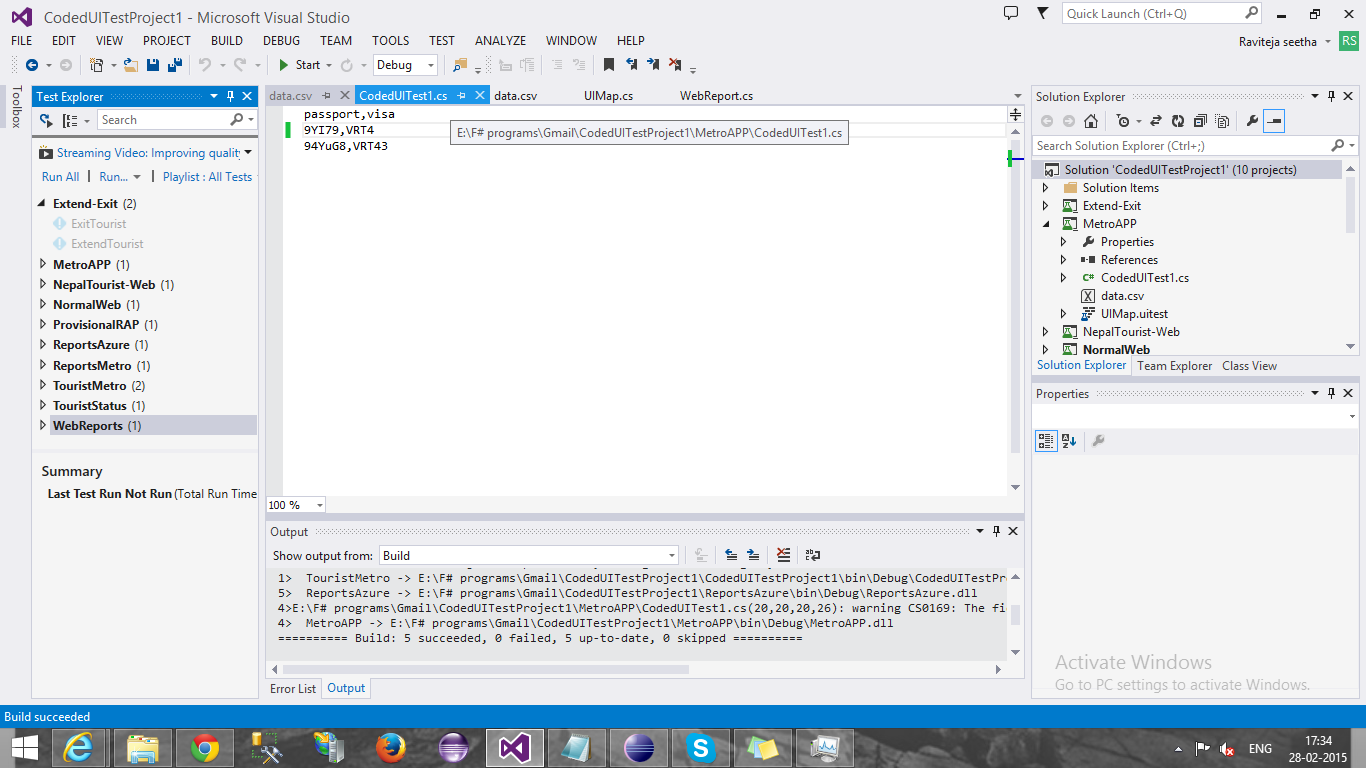 CodedUITestProject1 - Microsoft Visual Studio
Quick Launch (Ctrl+Q)
FILE EDIT VIEW PROJECT BUILD DEBUG TEAM TOOLS TEST ANALYZE WINDOW HELP
Raviteja seetha RS
Start Debug
Toolbox
Test Explorer
Search
Streaming Video: Improving quality
Run All | Run... | Playlist : All Tests
Extend-Exit (2)
ExitTourist
ExtendTourist
MetroAPP (1)
NepalTourist-Web (1)
NormalWeb (1)
ProvisionalRAP (1)
ReportsAzure (1)
ReportsMetro (1)
TouristMetro (2)
TouristStatus (1)
WebReports (1)
Summary
Last Test Run Not Run (Total Run Time
data.csv CodedUITest1.cs data.csv UIMap.cs WebReport.cs
passport,visa
9YI79,VRT4
94YuG8,VRT43
E:\F# programs\Gmail\CodedUITestProject1\MetroAPP\CodedUITest1.cs
100 %
Output
Show output from: Build
1> TouristMetro -> E:\F# programs\Gmail\CodedUITestProject1\CodedUITestProject1\bin\Debug\CodedUITestPr
5> ReportsAzure -> E:\F# programs\Gmail\CodedUITestProject1\ReportsAzure\bin\Debug\ReportsAzure.dll
4>E:\F# programs\Gmail\CodedUITestProject1\MetroAPP\CodedUITest1.cs(20,20,20,26): warning CS0169: The fi
4> MetroAPP -> E:\F# programs\Gmail\CodedUITestProject1\MetroAPP\bin\Debug\MetroAPP.dll
========== Build: 5 succeeded, 0 failed, 5 up-to-date, 0 skipped ==========
Error List Output
Solution Explorer
Search Solution Explorer (Ctrl+;)
Solution 'CodedUITestProject1' (10 projects)
Solution Items
Extend-Exit
MetroAPP
Properties
References
C# CodedUITest1.cs
data.csv
UIMap.uitest
NepalTourist-Web
NormalWeb
Solution Explorer Team Explorer Class View
Properties
Activate Windows
Go to PC settings to activate Windows.
Build succeeded
ENG
17:34
28-02-2015